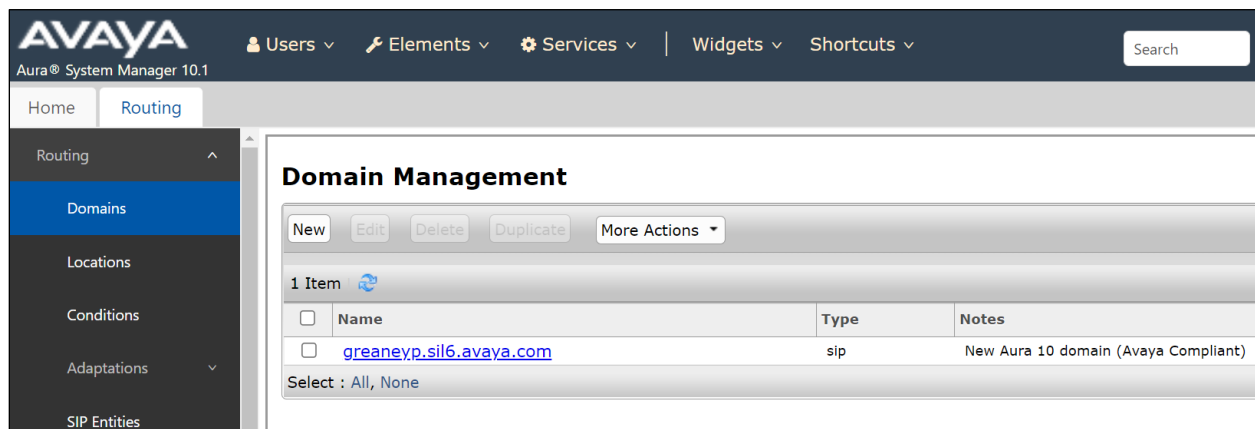 AVAYA
Aura® System Manager 10.1
Users Elements Services | Widgets Shortcuts Search
Home Routing
Routing
Domains
Locations
Conditions
Adaptations
SIP Entities
Domain Management
New Edit Delete Duplicate More Actions
1 Item
Name Type Notes
greaneyp.sil6.avaya.com sip New Aura 10 domain (Avaya Compliant)
Select : All, None